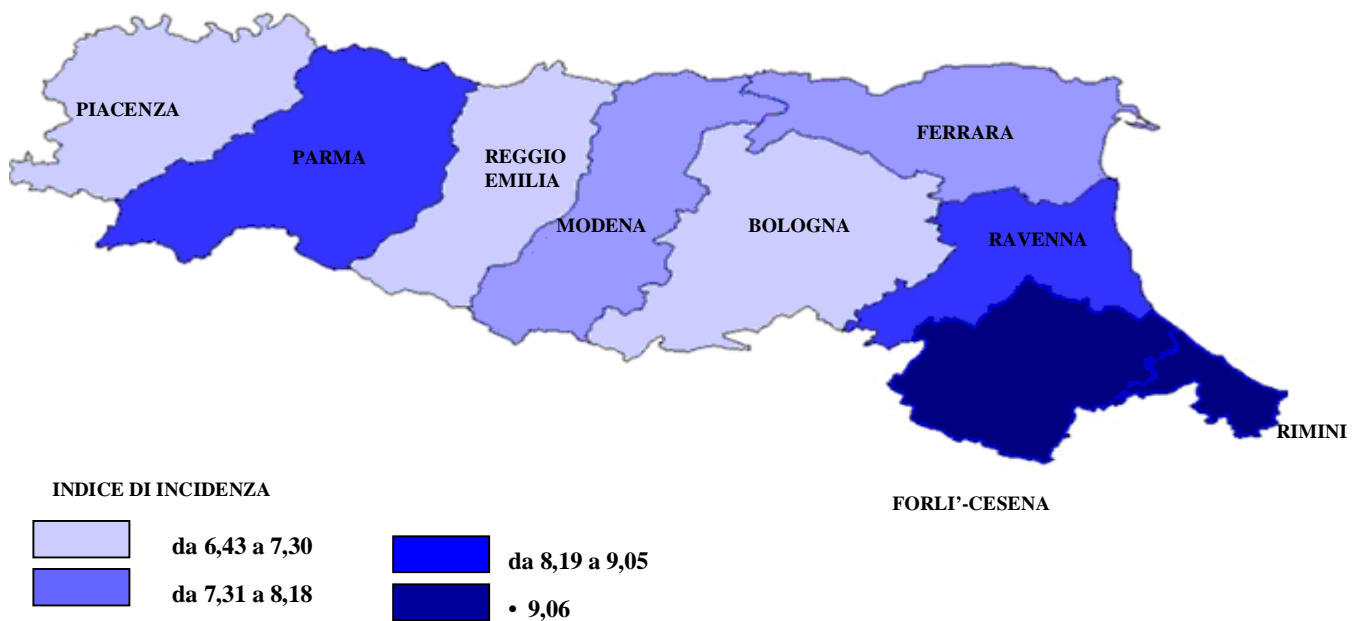 PIACENZA
PARMA
REGGIO
EMILIA
MODENA
BOLOGNA
FERRARA
RAVENNA
RIMINI
FORLI’-CESENA
INDICE DI INCIDENZA
da 6,43 a 7,30
da 7,31 a 8,18
da 8,19 a 9,05
• 9,06